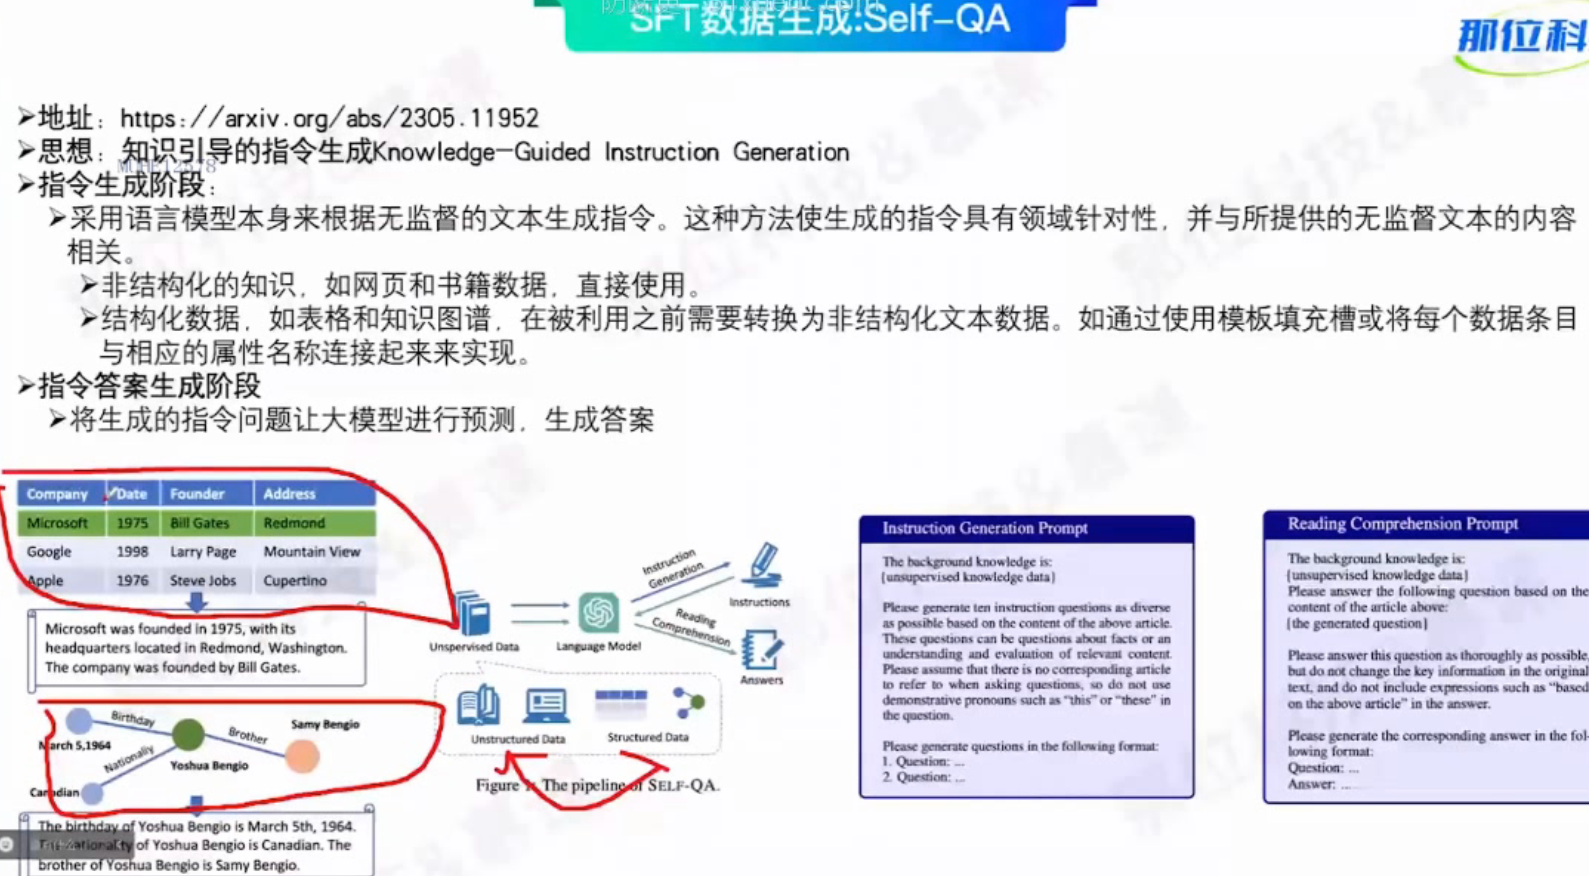 SFT数据生成:Self-QA
那位科
➢地址：https://arxiv.org/abs/2305.11952
➢思想：知识引导的指令生成Knowledge-Guided Instruction Generation
➢指令生成阶段：
➢采用语言模型本身来根据无监督的文本生成指令。这种方法使生成的指令具有领域针对性，并与所提供的无监督文本的内容
相关。
➢非结构化的知识，如网页和书籍数据，直接使用。
➢结构化数据，如表格和知识图谱，在被利用之前需要转换为非结构化文本数据。如通过使用模板填充槽或将每个数据条目
与相应的属性名称连接起来来实现。
➢指令答案生成阶段
➢将生成的指令问题让大模型进行预测，生成答案
Company Date Founder Address
Microsoft 1975 Bill Gates Redmond
Google 1998 Larry Page Mountain View
Apple 1976 Steve Jobs Cupertino
Microsoft was founded in 1975, with its
headquarters located in Redmond, Washington.
The company was founded by Bill Gates.
Birthday
March 5,1964
Nationally
Canadian
Yoshua Bengio
Brother
Samy Bengio
The birthday of Yoshua Bengio is March 5th, 1964.
of Yoshua Bengio is Canadian. The
brother of Yoshua Bengio is Samy Bengio.
Unspervised Data
Language Model
Instruction
Generation
Reading
Comprehension
Instructions
Answers
Unstructured Data
Structured Data
Figure The pipeline of SELF-QA.
Instruction Generation Prompt
The background knowledge is:
{unsupervised knowledge data}
Please generate ten instruction questions as diverse
as possible based on the content of the above article.
These questions can be questions about facts or an
understanding and evaluation of relevant content.
Please assume that there is no corresponding article
to refer to when asking questions, so do not use
demonstrative pronouns such as “this” or “these” in
the question.
Please generate questions in the following format:
1. Question: ...
2. Question: ...
Reading Comprehension Prompt
The background knowledge is:
{unsupervised knowledge data}
Please answer the following question based on the
content of the article above:
{the generated question}
Please answer this question as thoroughly as possible,
but do not change the key information in the original
text, and do not include expressions such as “based
on the above article” in the answer.
Please generate the corresponding answer in the fol-
lowing format:
Question: ...
Answer: ...